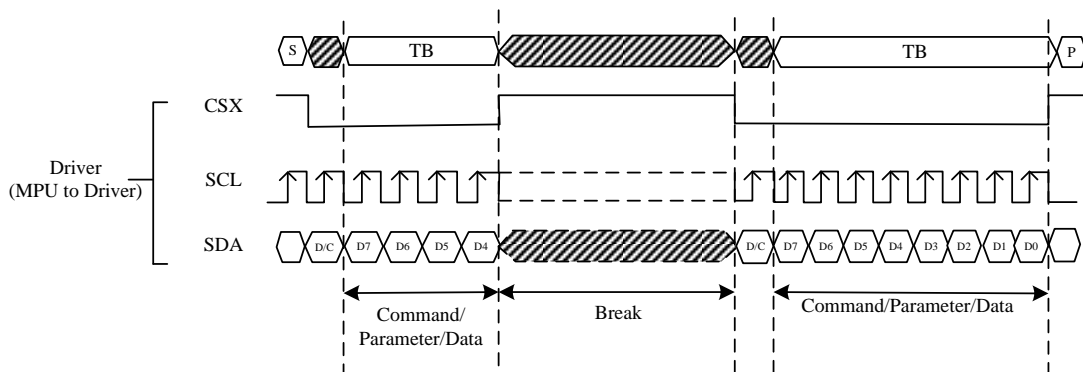 S
TB
TB
P
CSX
Driver
(MPU to Driver)
SCL
SDA
D/C
D7
D6
D5
D4
D/C
D7
D6
D5
D4
D3
D2
D1
D0
Command/
Parameter/Data
Break
Command/Parameter/Data